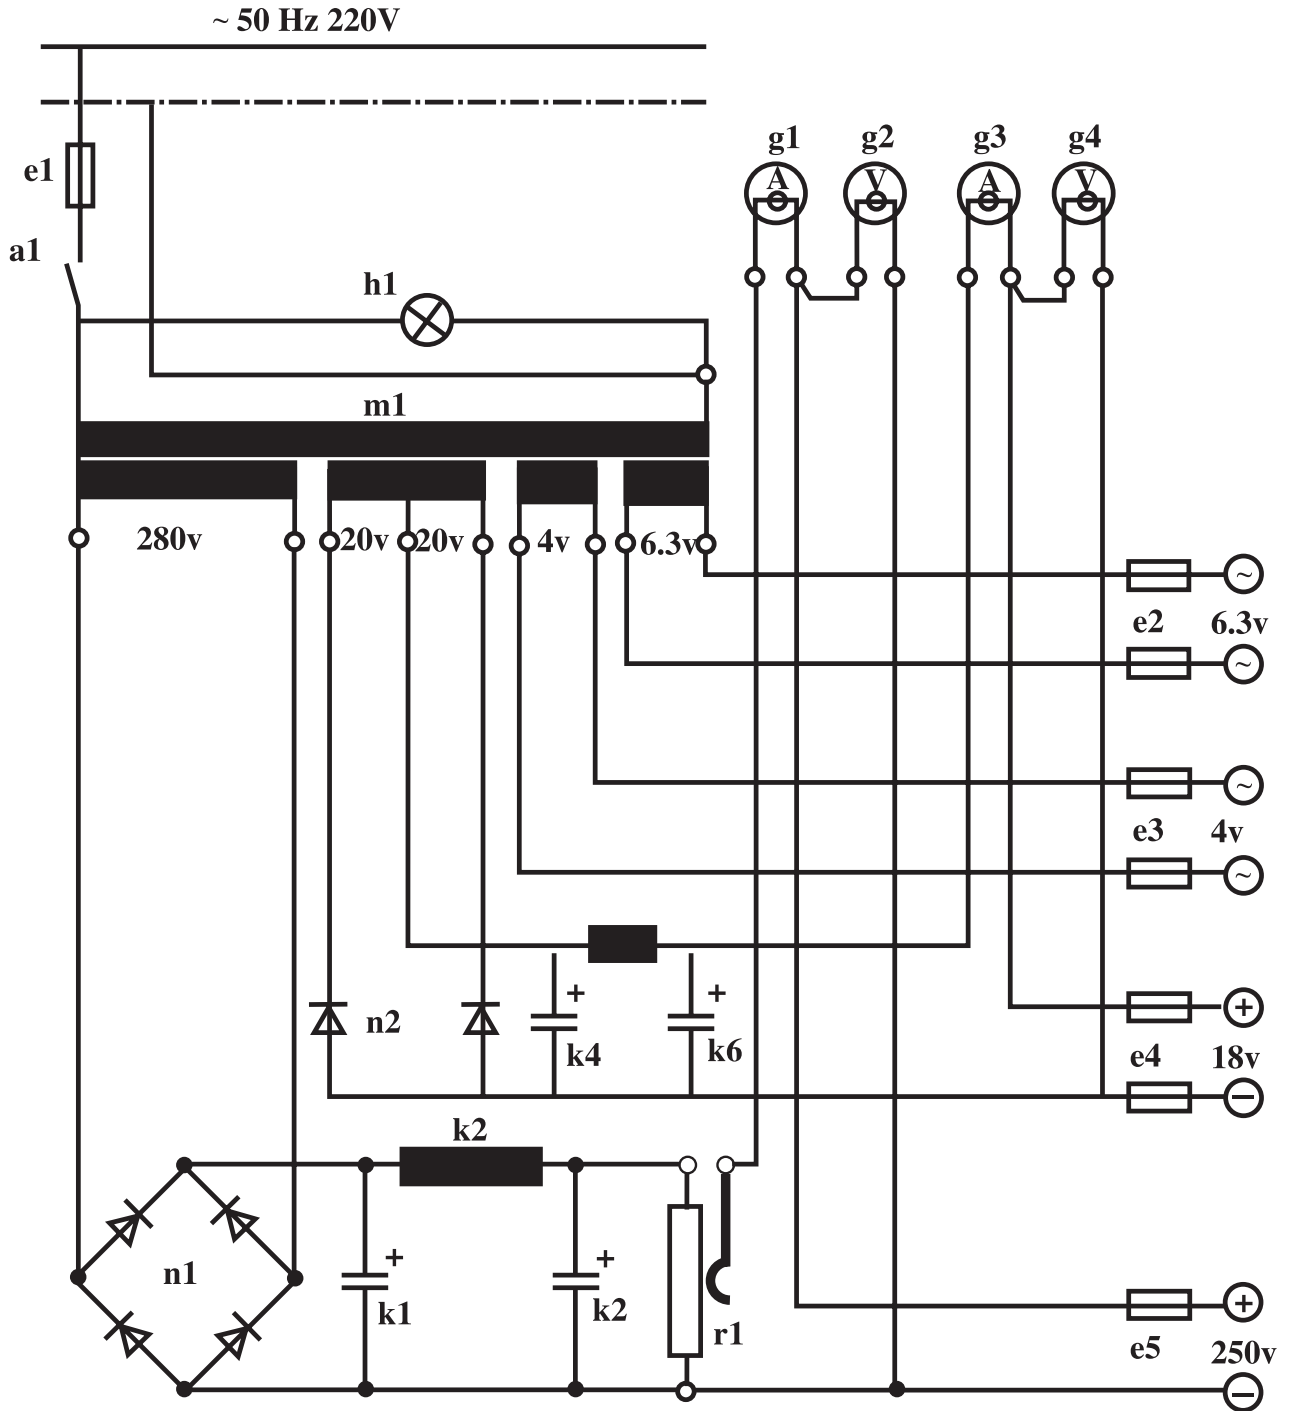 ~ 50 Hz 220V
g1 g2 g3 g4
e1
A V A V
a1
h1
m1
280v 20v 20v 4v 6.3v
~
e2 6.3v
~
~
e3 4v
~
+ +
+
n2
k4 k6
e4 18v
−
k2
n1
+ +
k1 k2
+
r1
e5 250v
−